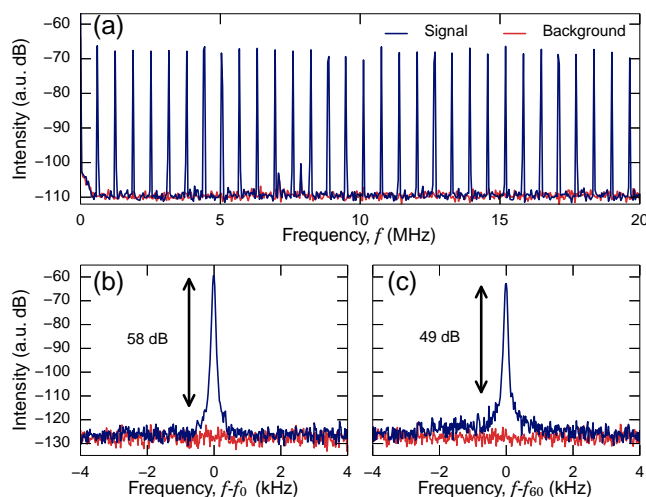 (a)
Signal
Background
Intensity (a.u. dB)
−60
−70
−80
−90
−100
−110
0
5
10
15
20
Frequency, f (MHz)
(b)
58 dB
Intensity (a.u. dB)
−60
−70
−80
−90
−100
−110
−120
−130
−4
−2
0
2
4
Frequency, f-f0 (kHz)
(c)
49 dB
−4
−2
0
2
4
Frequency, f-f60 (kHz)